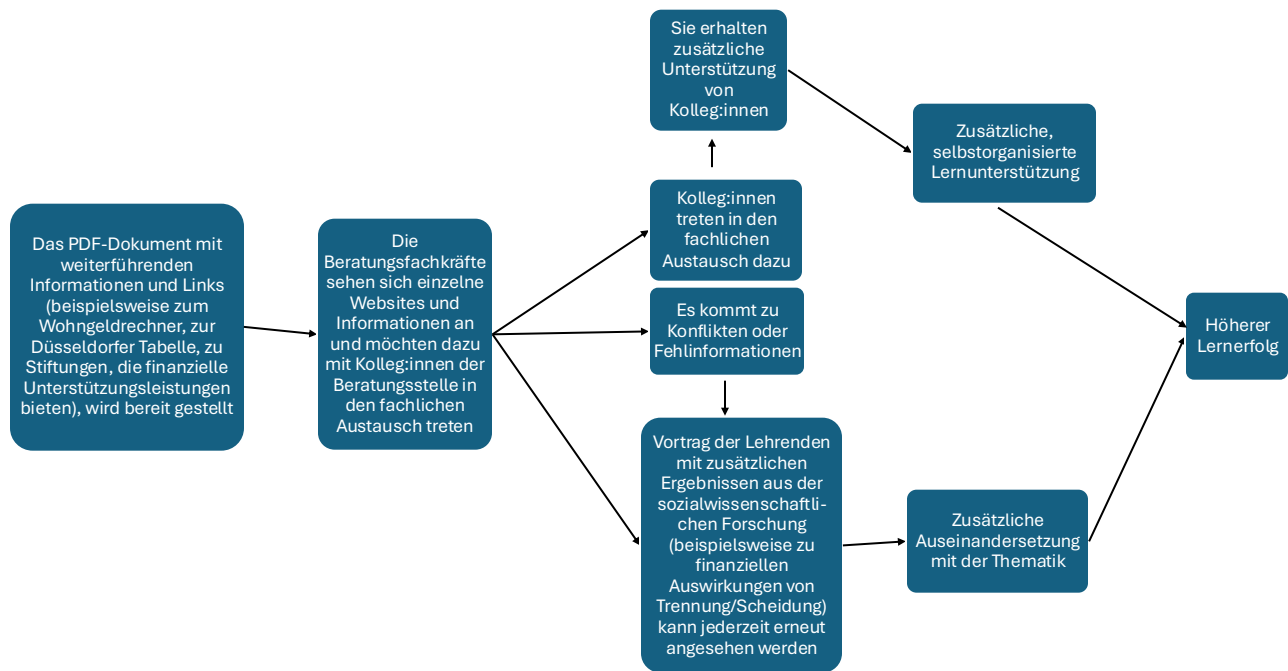 Das PDF-Dokument mit
weiterführenden
Informationen und Links
(beispielsweise zum
Wohngeldrechner, zur
Düsseldorfer Tabelle, zu
Stiftungen, die finanzielle
Unterstützungsleistungen
bieten), wird bereit gestellt
Die
Beratungsfachkräfte
sehen sich einzelne
Websites und
Informationen an
und möchten dazu
mit Kolleg:innen der
Beratungsstelle in
den fachlichen
Austausch treten
Sie erhalten
zusätzliche
Unterstützung
von
Kolleg:innen
Kolleg:innen
treten in den
fachlichen
Austausch dazu
Es kommt zu
Konflikten oder
Fehlinformationen
Vortrag der Lehrenden
mit zusätzlichen
Ergebnissen aus der
sozialwissenschaftli-
chen Forschung
(beispielsweise zu
finanziellen
Auswirkungen von
Trennung/Scheidung)
kann jederzeit erneut
angesehen werden
Zusätzliche,
selbstorganisierte
Lernunterstützung
Zusätzliche
Auseinandersetzung
mit der Thematik
Höherer
Lernerfolg